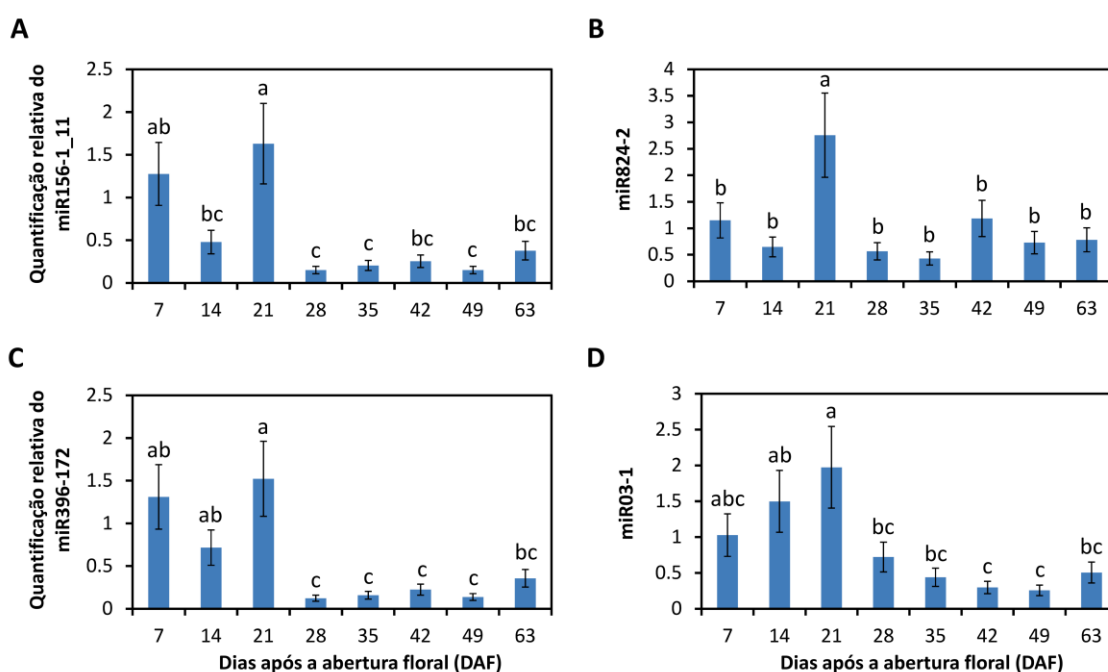 A
Quantificação relativa do
miR156-1_11
2.5
2
1.5
1
0.5
0
ab
bc
a
c
c
bc
c
bc
7 14 21 28 35 42 49 63
B
miR824-2
4
3.5
3
2.5
2
1.5
1
0.5
0
b
b
a
b
b
b
b
b
7 14 21 28 35 42 49 63
C
Quantificação relativa do
miR396-172
2.5
2
1.5
1
0.5
0
ab
ab
a
c
c
c
c
bc
7 14 21 28 35 42 49 63
Dias após a abertura floral (DAF)
D
miR03-1
3
2.5
2
1.5
1
0.5
0
abc
ab
a
bc
bc
c
c
bc
7 14 21 28 35 42 49 63
Dias após a abertura floral (DAF)